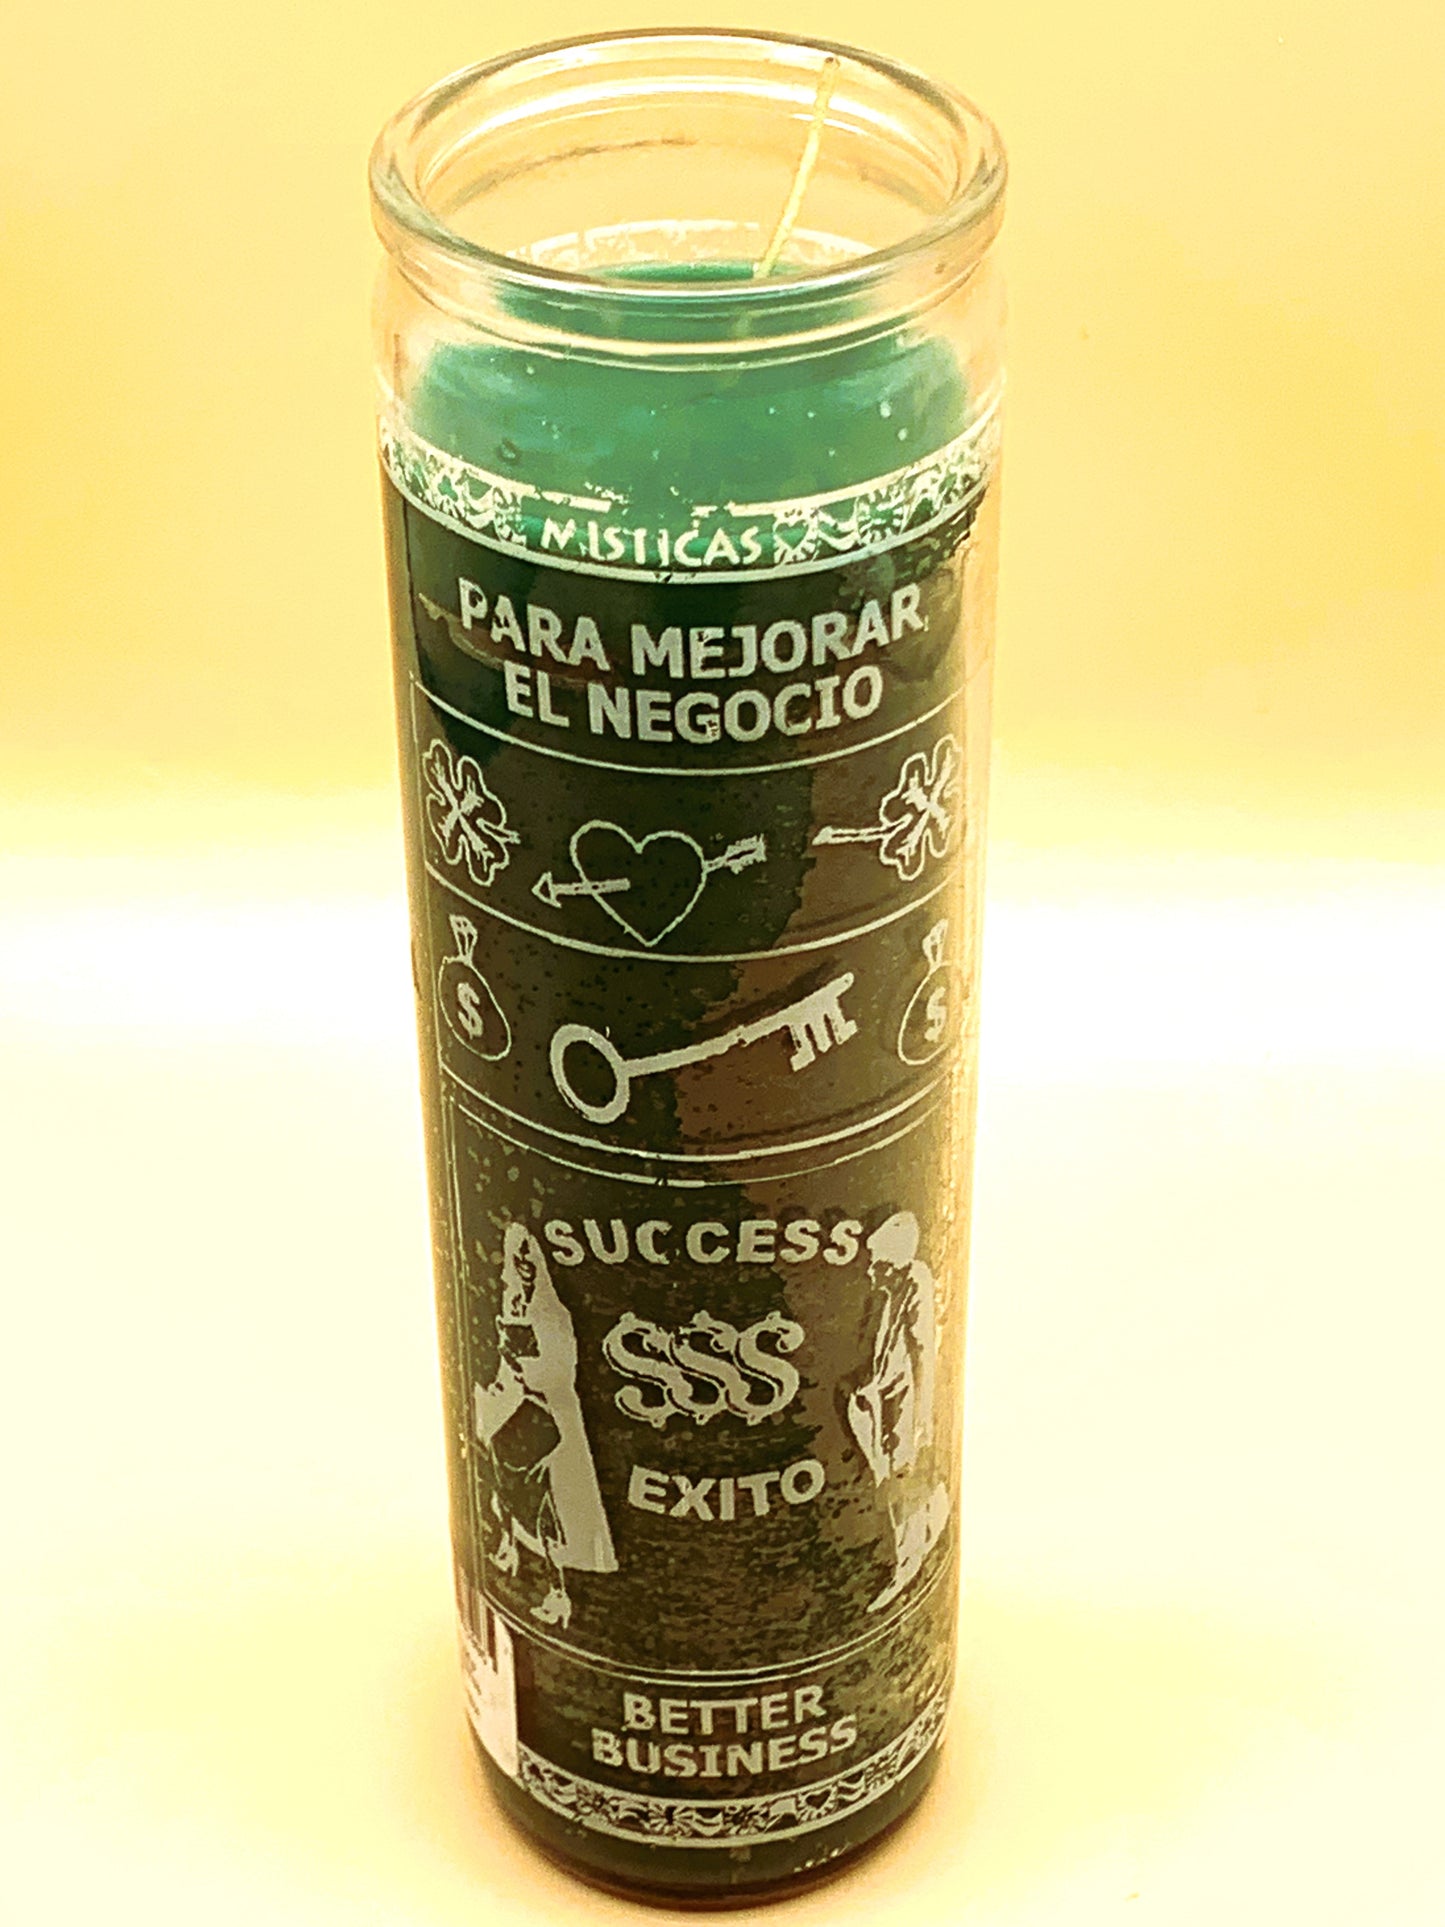 MISTICAS
PARA MEJORAR
EL NEGOCIO
$ $
SUCCESS
$$$
EXITO
BETTER
BUSINESS